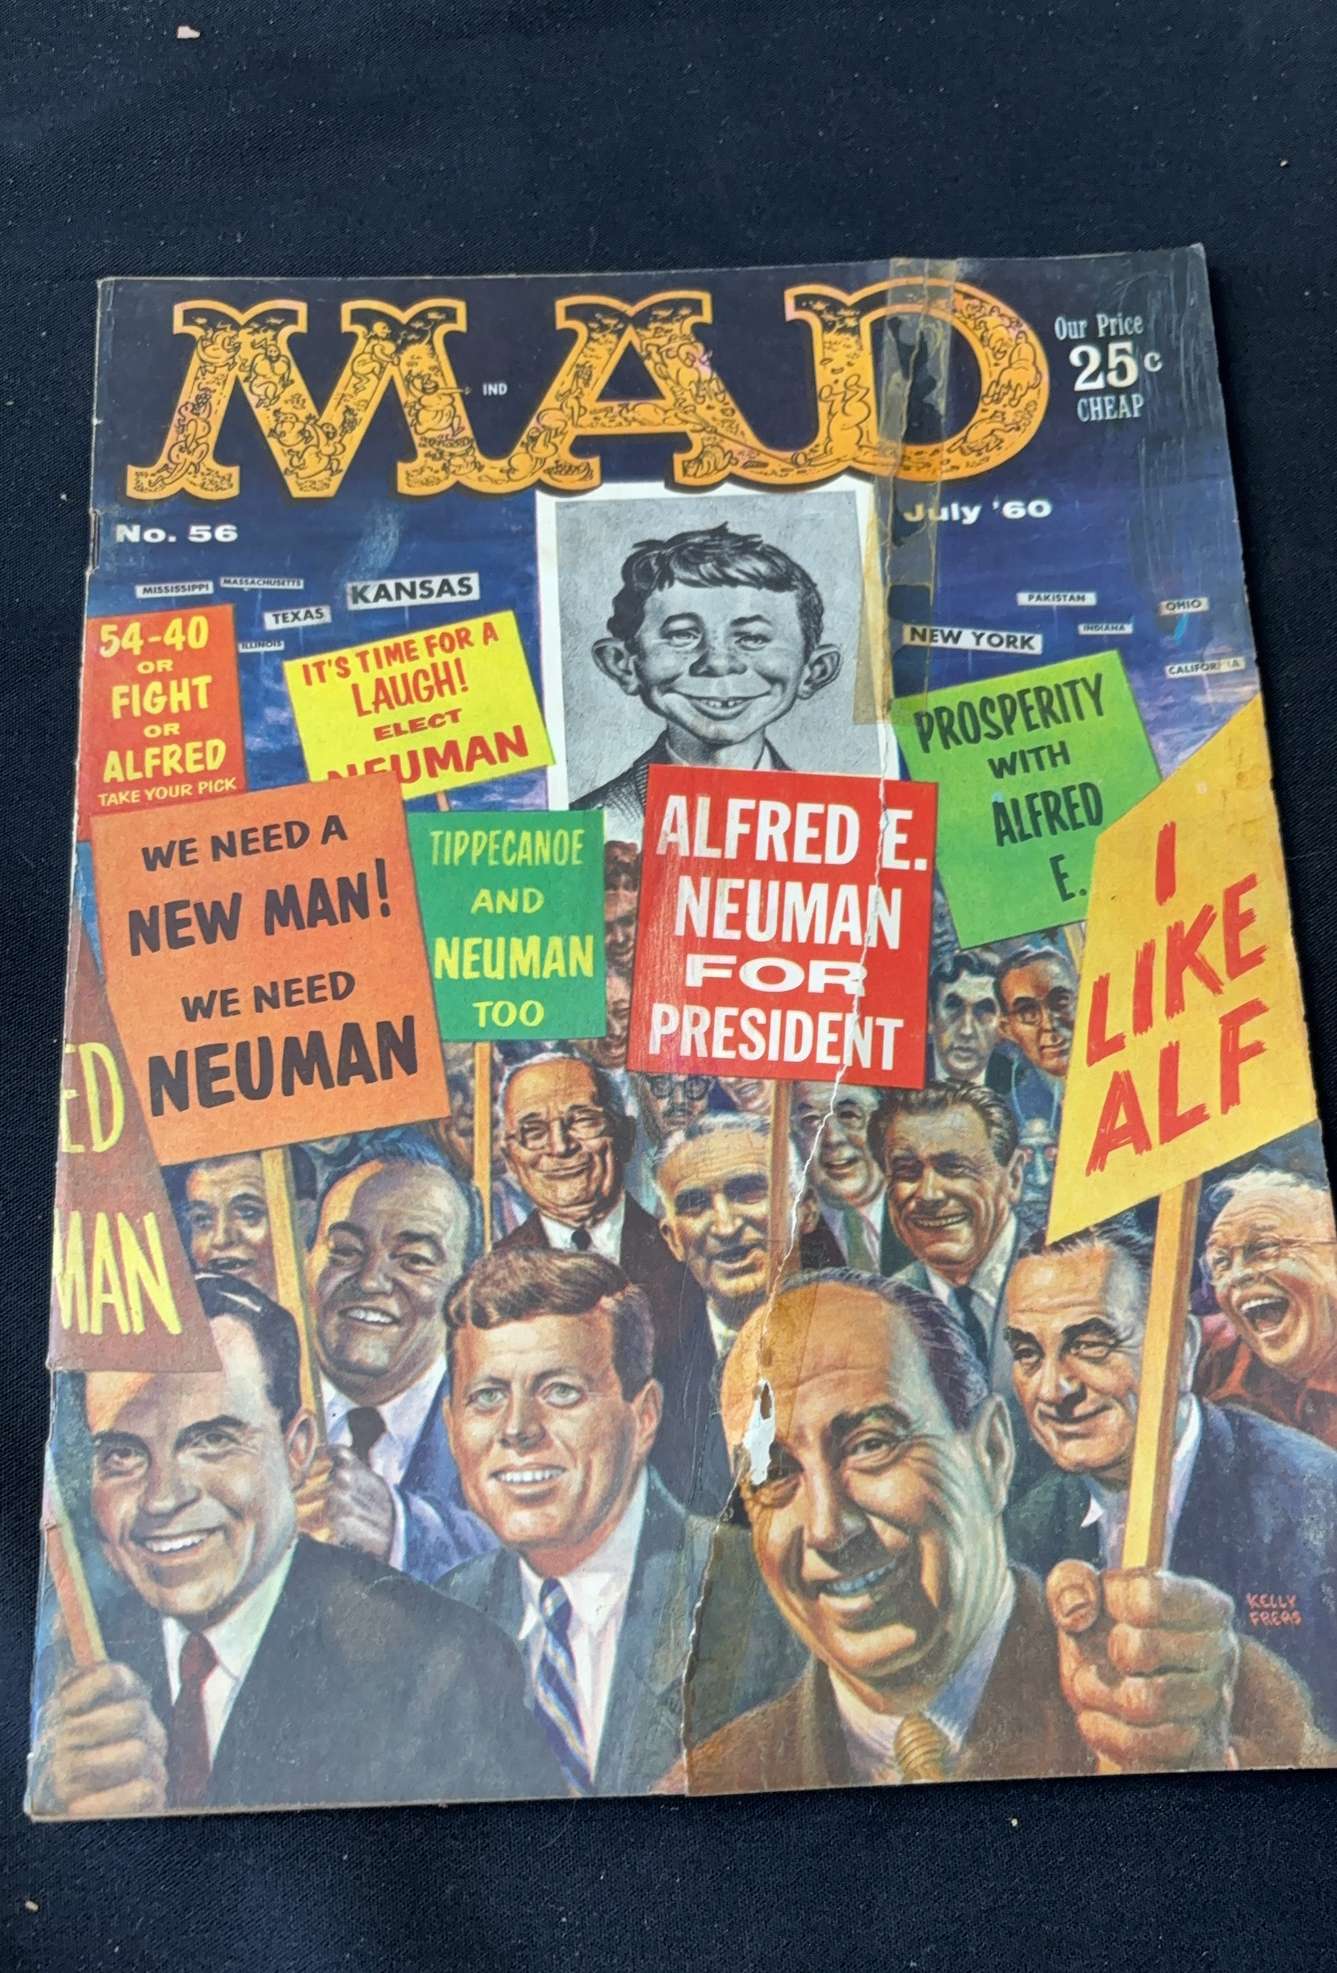 MAD
IND
Our Price
25c
CHEAP
No. 56
July '60
MISSISSIPPI
MASSACHUSETTS
TEXAS
KANSAS
ILLINOIS
PAKISTAN
OHIO
NEW YORK
INDIANA
CALIFORNIA
54-40
OR
FIGHT
OR
ALFRED
TAKE YOUR PICK
IT'S TIME FOR A
LAUGH!
ELECT
NEUMAN
PROSPERITY
WITH
ALFRED
E.
WE NEED A
NEW MAN!
WE NEED
NEUMAN
TIPPECANOE
AND
NEUMAN
TOO
ALFRED E.
NEUMAN
FOR
PRESIDENT
I
LIKE
ALF
ED
MAN
KELLY
FREAS